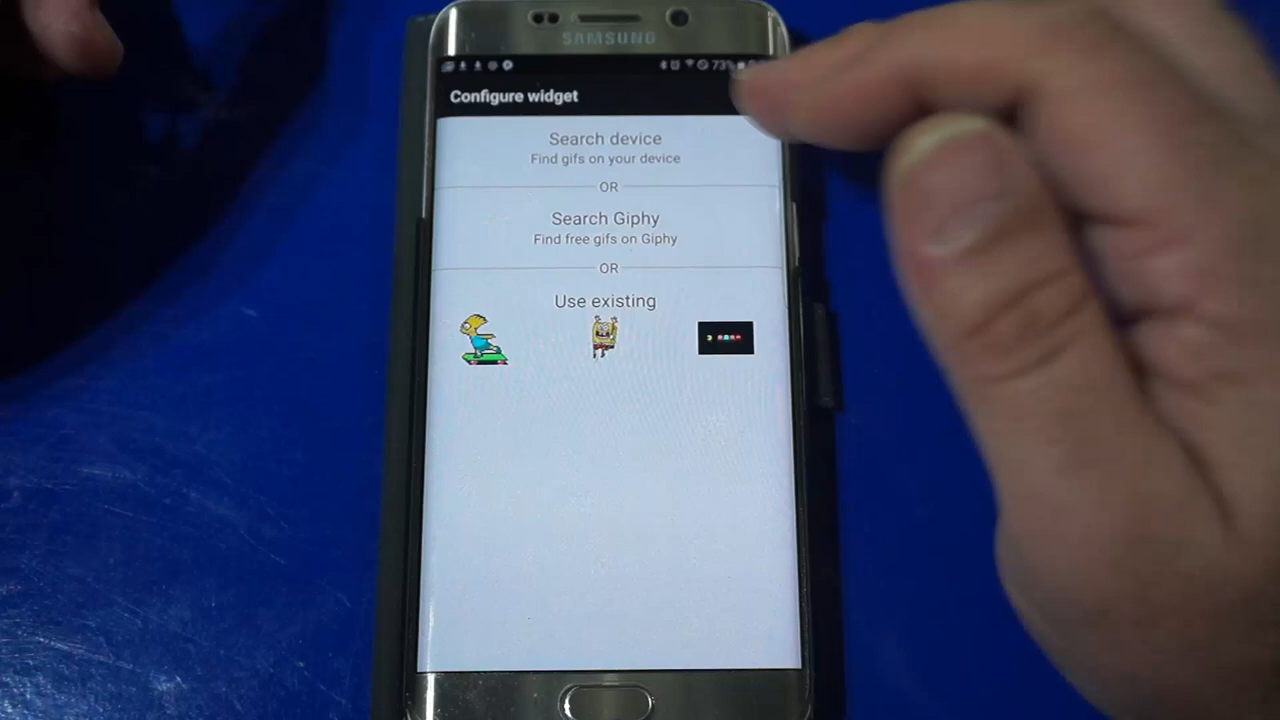 SAMSUNG
73%
Configure widget
Search device
Find gifs on your device
OR
Search Giphy
Find free gifs on Giphy
OR
Use existing